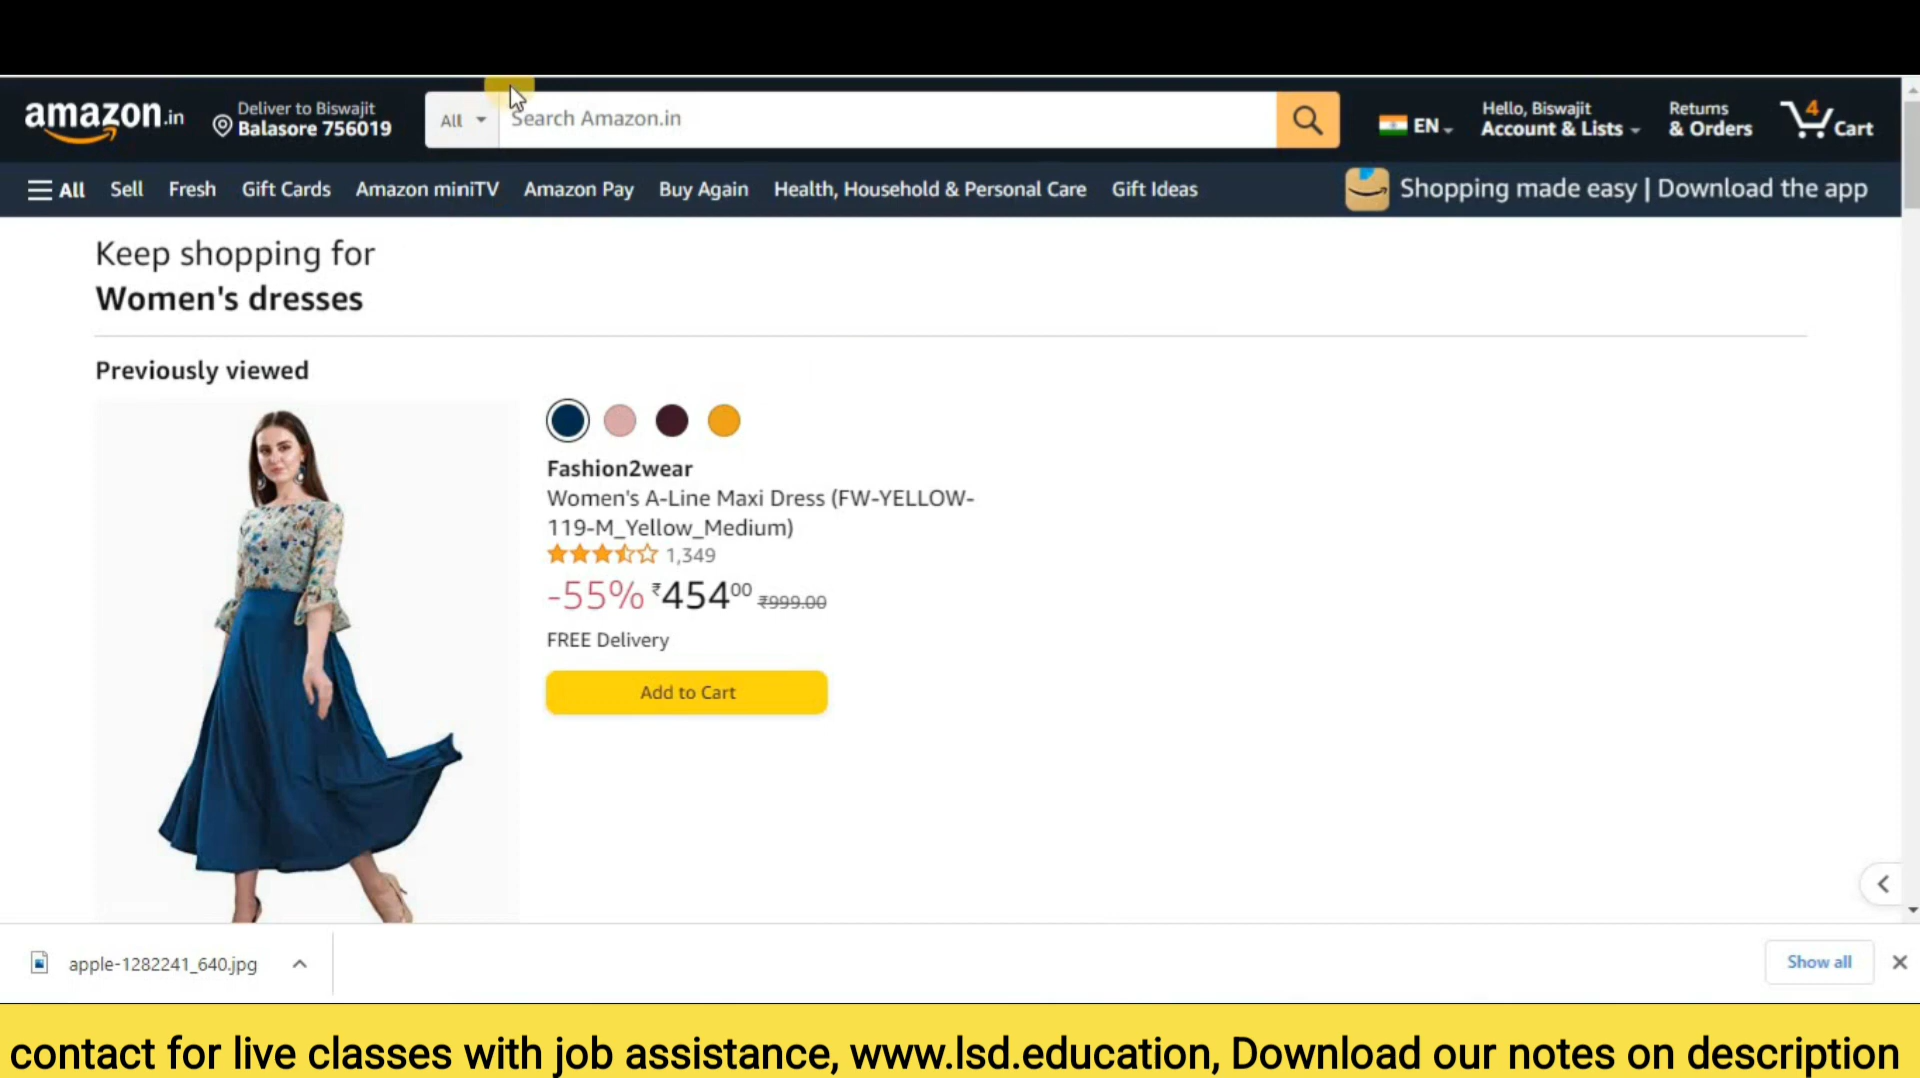 amazon.in
Deliver to Biswajit
Balasore 756019
All
Search Amazon.in
EN
Hello, Biswajit
Account & Lists
Returns
& Orders
4
Cart
All Sell Fresh Gift Cards Amazon miniTV Amazon Pay Buy Again Health, Household & Personal Care Gift Ideas
Shopping made easy | Download the app
Keep shopping for
Women's dresses
Previously viewed
Fashion2wear
Women's A-Line Maxi Dress (FW-YELLOW-
119-M_Yellow_Medium)
1,349
-55% ₹454⁰⁰ ₹999.00
FREE Delivery
Add to Cart
apple-1282241_640.jpg
Show all
contact for live classes with job assistance, www.lsd.education, Download our notes on description